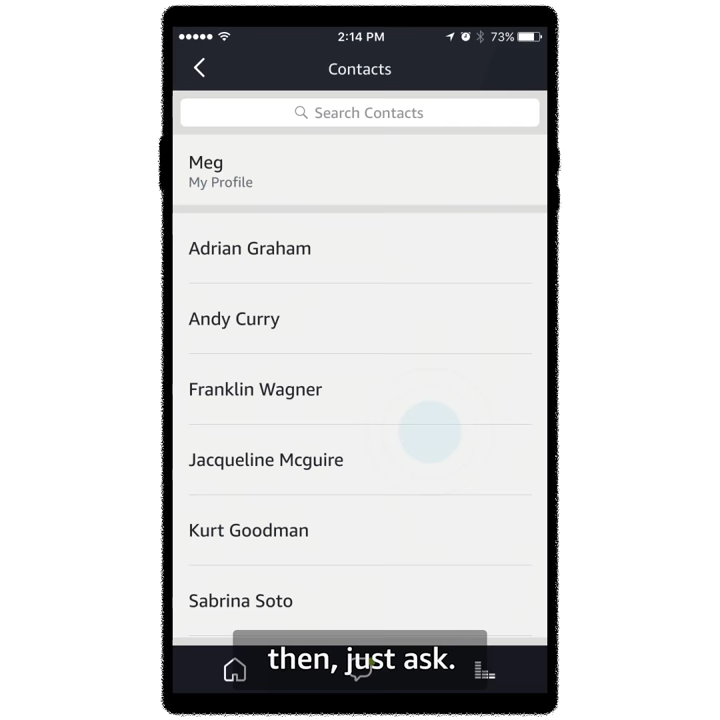 2:14 PM
73%
Contacts
Search Contacts
Meg
My Profile
Adrian Graham
Andy Curry
Franklin Wagner
Jacqueline Mcguire
Kurt Goodman
Sabrina Soto
then, just ask.